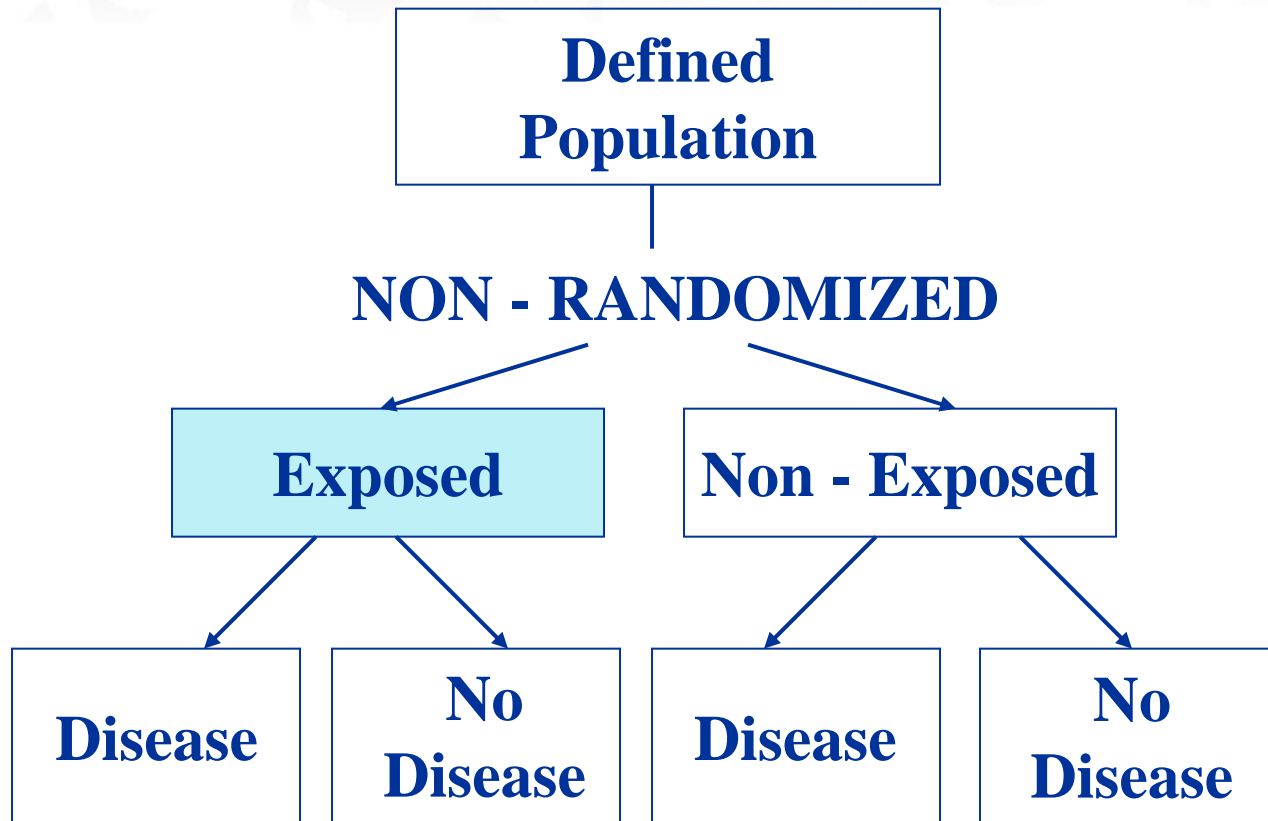 Defined
Population
NON - RANDOMIZED
Exposed
Non - Exposed
Disease
No
Disease
Disease
No
Disease